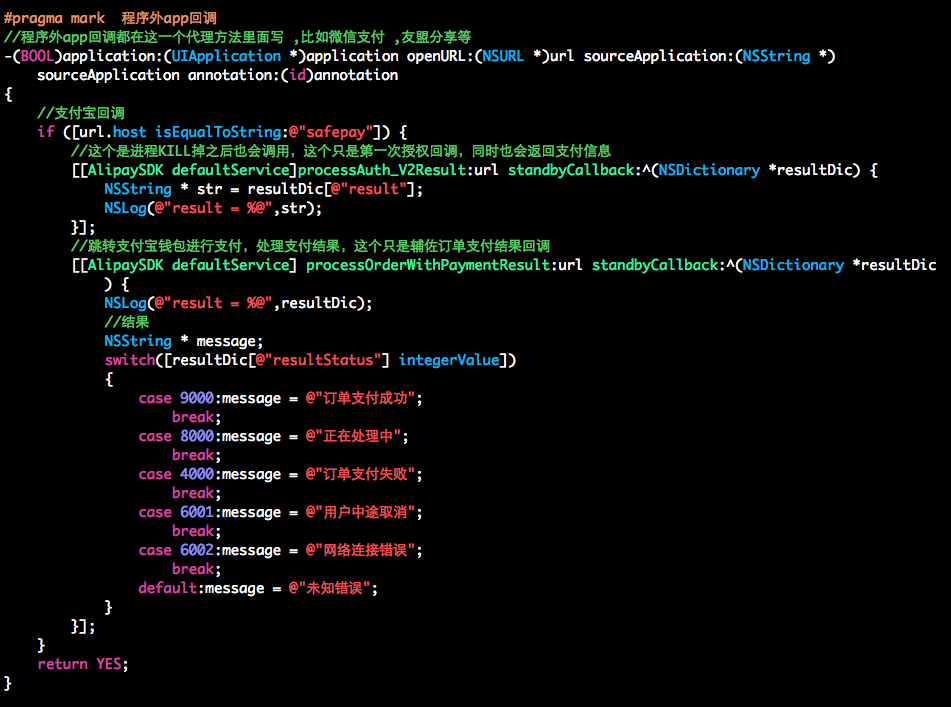 #pragma mark  程序外app回调
//程序外app回调都在这一个代理方法里面写 ,比如微信支付 ,友盟分享等
-(BOOL)application:(UIApplication *)application openURL:(NSURL *)url sourceApplication:(NSString *)
    sourceApplication annotation:(id)annotation
{
    //支付宝回调
    if ([url.host isEqualToString:@"safepay"]) {
        //这个是进程KILL掉之后也会调用，这个只是第一次授权回调，同时也会返回支付信息
        [[AlipaySDK defaultService]processAuth_V2Result:url standbyCallback:^(NSDictionary *resultDic) {
            NSString * str = resultDic[@"result"];
            NSLog(@"result = %@",str);
        }];
        //跳转支付宝钱包进行支付，处理支付结果，这个只是辅佐订单支付结果回调
        [[AlipaySDK defaultService] processOrderWithPaymentResult:url standbyCallback:^(NSDictionary *resultDic
            ) {
            NSLog(@"result = %@",resultDic);
            //结果
            NSString * message;
            switch([resultDic[@"resultStatus"] integerValue])
            {
                case 9000:message = @"订单支付成功";
                    break;
                case 8000:message = @"正在处理中";
                    break;
                case 4000:message = @"订单支付失败";
                    break;
                case 6001:message = @"用户中途取消";
                    break;
                case 6002:message = @"网络连接错误";
                    break;
                default:message = @"未知错误";
            }
        }];
    }
    return YES;
}